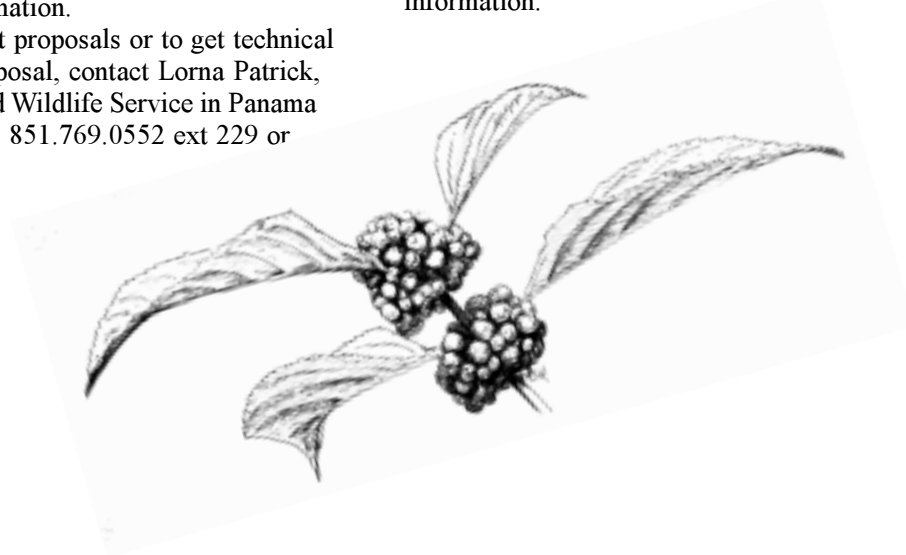 t proposals or to get technical
posal, contact Lorna Patrick,
d Wildlife Service in Panama
851.769.0552 ext 229 or
information.